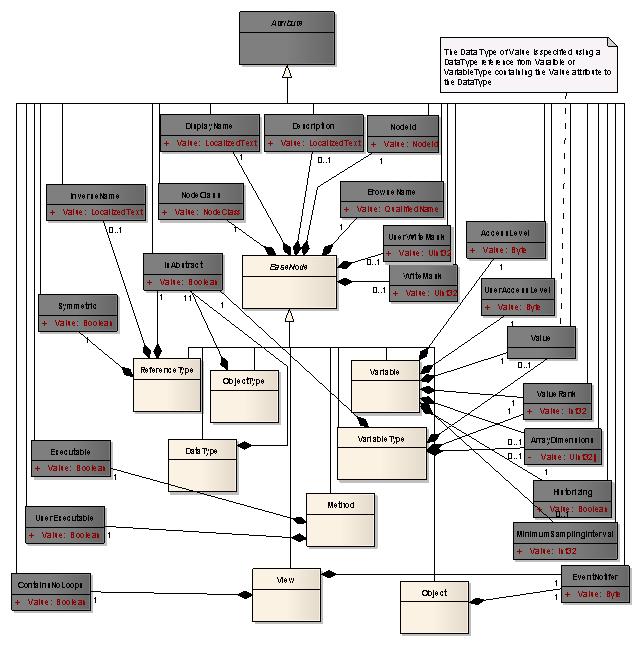 Attribute
The DataType of Value is specified using a
DataType reference from Varaible or
VariableType containing the Value attribute to
the DataType
DisplayName
+ Value: LocalizedText
1
Description
+ Value: LocalizedText
0..1
NodeId
+ Value: NodeId
1
InverseName
+ Value: LocalizedText
0..1
NodeClass
+ Value: NodeClass
1
BrowseName
+ Value: QualifiedName
1
UserWriteMask
+ Value: UInt32
0..1
AccessLevel
+ Value: Byte
1
IsAbstract
+ Value: Boolean
1
11
1
BaseNode
WriteMask
+ Value: UInt32
0..1
UserAccessLevel
+ Value: Byte
1
Symmetric
+ Value: Boolean
1
Value
1
0..1
ReferenceType
ObjectType
Variable
ValueRank
+ Value: Int32
1
1
DataType
VariableType
ArrayDimensions
- Value: UInt32[]
0..1
0..1
Executable
+ Value: Boolean
1
Method
Historizing
+ Value: Boolean
1
UserExecutable
+ Value: Boolean
1
0..1
MinimumSamplingInterval
+ Value: Int32
ContainsNoLoops
+ Value: Boolean
1
View
Object
EventNotifer
+ Value: Byte
1
1